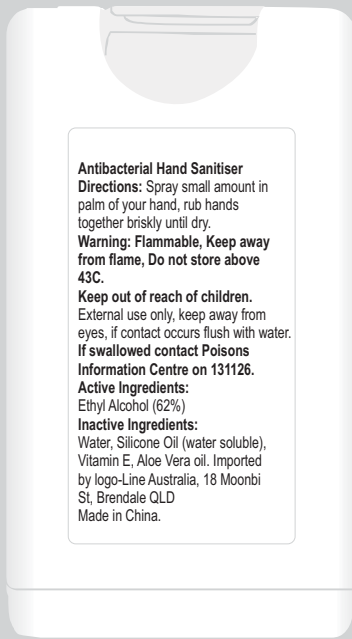 Antibacterial Hand Sanitiser
Directions: Spray small amount in
palm of your hand, rub hands
together briskly until dry.
Warning: Flammable, Keep away
from flame, Do not store above
43C.
Keep out of reach of children.
External use only, keep away from
eyes, if contact occurs flush with water.
If swallowed contact Poisons
Information Centre on 131126.
Active Ingredients:
Ethyl Alcohol (62%)
Inactive Ingredients:
Water, Silicone Oil (water soluble),
Vitamin E, Aloe Vera oil. Imported
by logo-Line Australia, 18 Moonbi
St, Brendale QLD
Made in China.